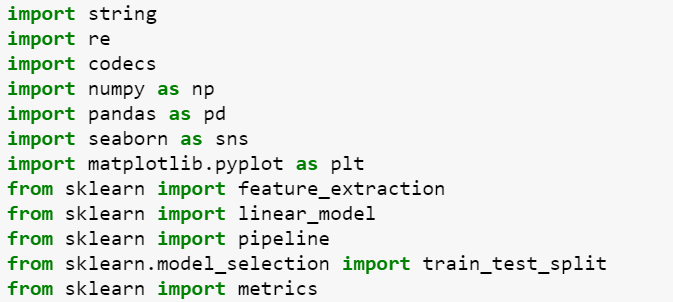 import string
import re
import codecs
import numpy as np
import pandas as pd
import seaborn as sns
import matplotlib.pyplot as plt
from sklearn import feature_extraction
from sklearn import linear_model
from sklearn import pipeline
from sklearn.model_selection import train_test_split
from sklearn import metrics